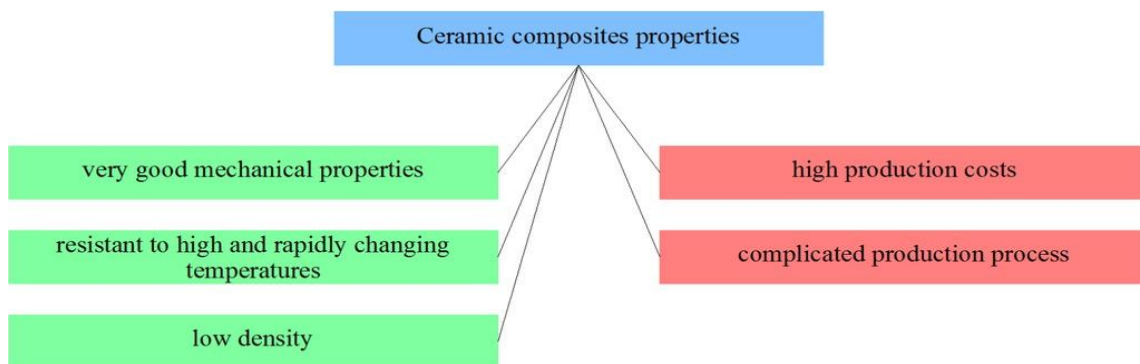 Ceramic composites properties
very good mechanical properties
resistant to high and rapidly changing
temperatures
low density
high production costs
complicated production process